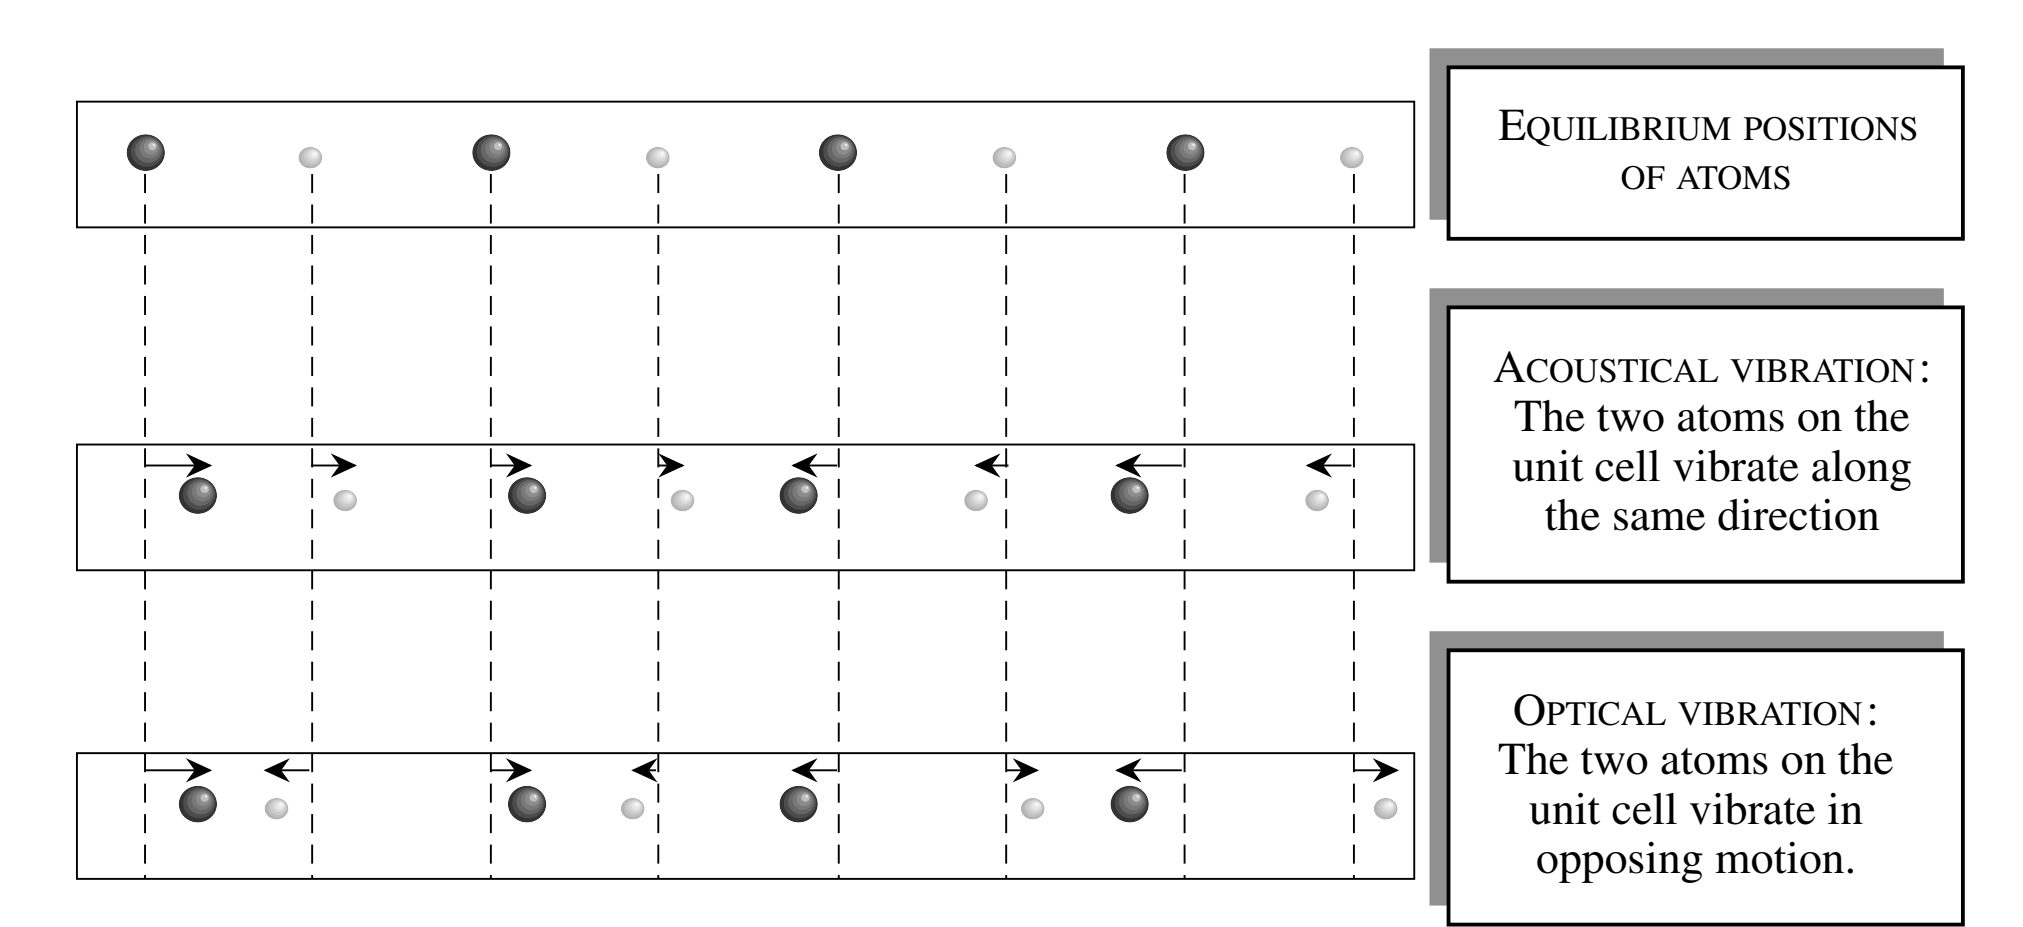 EQUILIBRIUM POSITIONS
OF ATOMS
ACOUSTICAL VIBRATION:
The two atoms on the
unit cell vibrate along
the same direction
OPTICAL VIBRATION:
The two atoms on the
unit cell vibrate in
opposing motion.